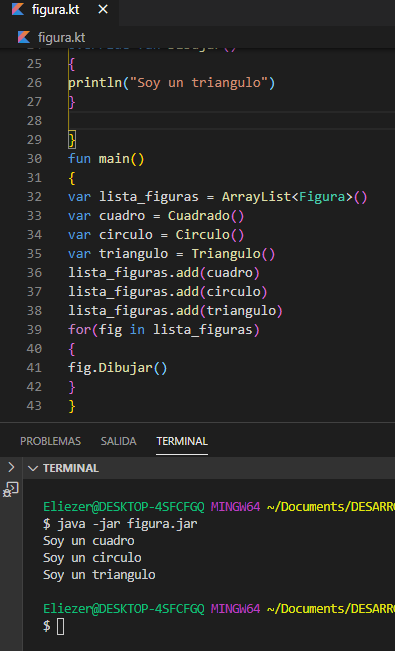 figura.kt
figura.kt
24 override fun Dibujar()
25 {
26 println("Soy un triangulo")
27 }
28
29 }
30 fun main()
31 {
32 var lista_figuras = ArrayList<Figura>()
33 var cuadro = Cuadrado()
34 var circulo = Circulo()
35 var triangulo = Triangulo()
36 lista_figuras.add(cuadro)
37 lista_figuras.add(circulo)
38 lista_figuras.add(triangulo)
39 for(fig in lista_figuras)
40 {
41 fig.Dibujar()
42 }
43 }
PROBLEMAS SALIDA TERMINAL
TERMINAL
Eliezer@DESKTOP-4SFCFGQ MINGW64 ~/Documents/DESARRO
$ java -jar figura.jar
Soy un cuadro
Soy un circulo
Soy un triangulo
Eliezer@DESKTOP-4SFCFGQ MINGW64 ~/Documents/DESARRO
$